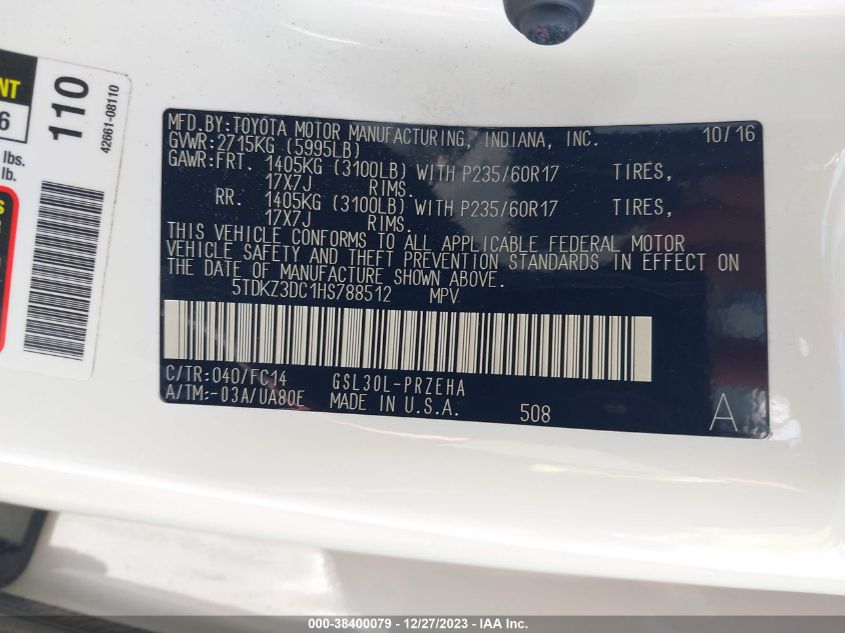 NT
6
lbs.
lb.
S
110
42661-08110
MFD.BY:TOYOTA MOTOR MANUFACTURING, INDIANA, INC. 10/16
GVWR:2715KG (5995LB)
GAWR:FRT. 1405KG (3100LB) WITH P235/60R17 TIRES,
17X7J RIMS.
RR. 1405KG (3100LB) WITH P235/60R17 TIRES,
17X7J RIMS.
THIS VEHICLE CONFORMS TO ALL APPLICABLE FEDERAL MOTOR
VEHICLE SAFETY AND THEFT PREVENTION STANDARDS IN EFFECT ON
THE DATE OF MANUFACTURE SHOWN ABOVE.
5TDKZ3DC1HS788512 MPV
C/TR:040/FC14 GSL30L-PRZEHA
A/TM:-03A/UA80E MADE IN U.S.A. 508 A
000-38400079 - 12/27/2023 - IAA Inc.